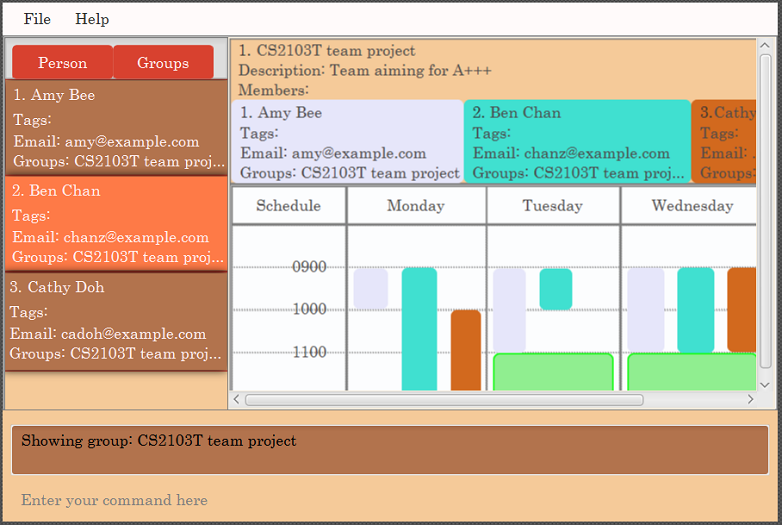 File Help
Person Groups
1. Amy Bee
Tags:
Email: amy@example.com
Groups: CS2103T team proj...
2. Ben Chan
Tags:
Email: chanz@example.com
Groups: CS2103T team proj...
3. Cathy Doh
Tags:
Email: cadoh@example.com
Groups: CS2103T team proj...
1. CS2103T team project
Description: Team aiming for A+++
Members:
1. Amy Bee
Tags:
Email: amy@example.com
Groups: CS2103T team project
2. Ben Chan
Tags:
Email: chanz@example.com
Groups: CS2103T team proj...
3.Cathy
Tags:
Email: .
Groups:
Schedule Monday Tuesday Wednesday
0900
1000
1100
Showing group: CS2103T team project
Enter your command here